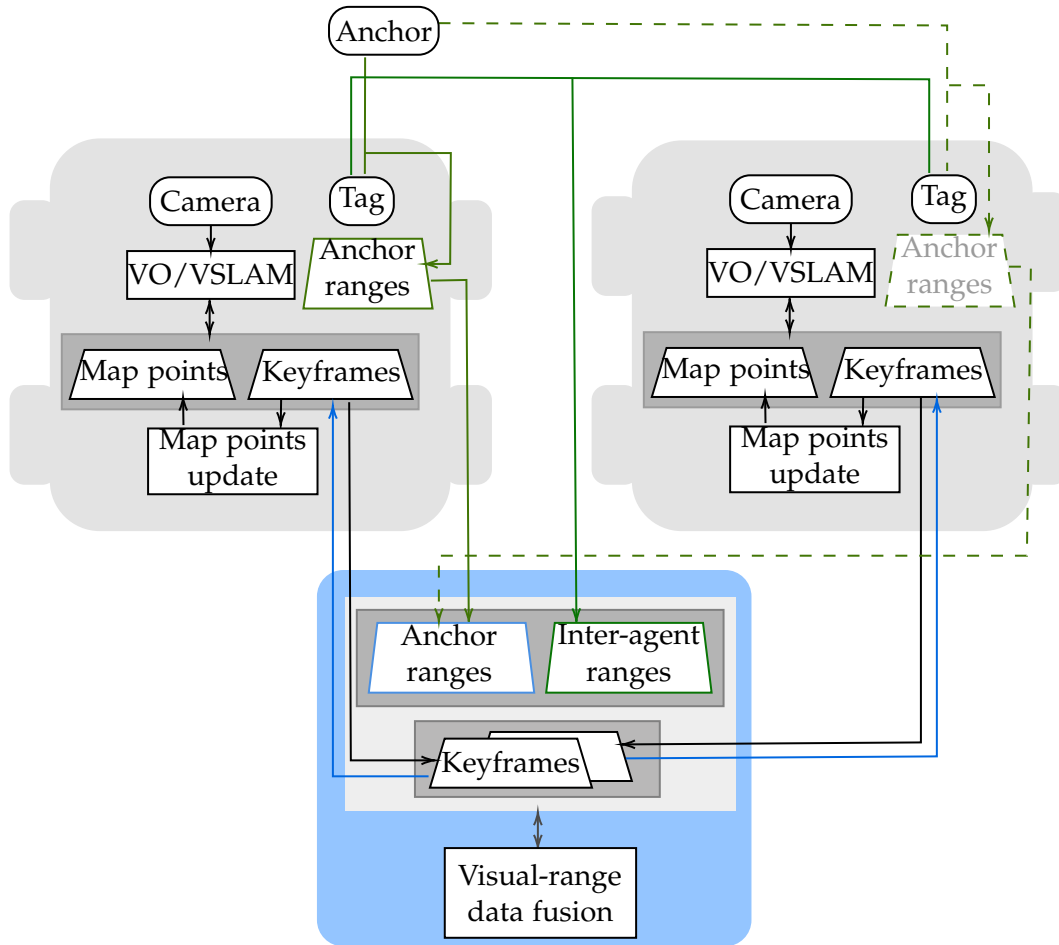 Anchor
Camera
Tag
VO/VSLAM
Anchor
ranges
Map points
Keyframes
Map points
update
Camera
Tag
VO/VSLAM
Anchor
ranges
Map points
Keyframes
Map points
update
Anchor
ranges
Inter-agent
ranges
Keyframes
Visual-range
data fusion